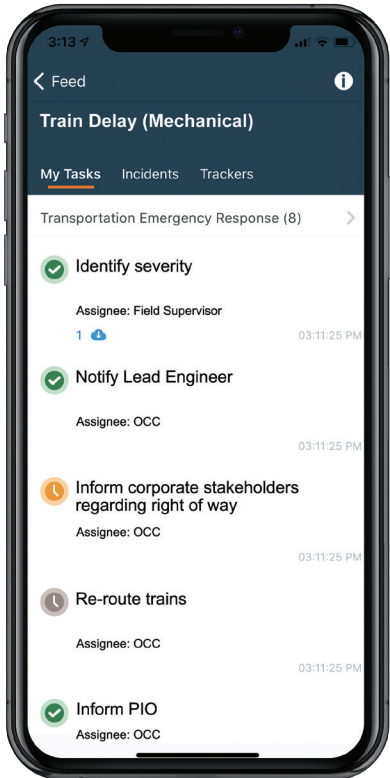 3:13
Feed
Train Delay (Mechanical)
My Tasks Incidents Trackers
Transportation Emergency Response (8)
Identify severity
Assignee: Field Supervisor
1
03:11:25 PM
Notify Lead Engineer
Assignee: OCC
03:11:25 PM
Inform corporate stakeholders
regarding right of way
Assignee: OCC
03:11:25 PM
Re-route trains
Assignee: OCC
03:11:25 PM
Inform PIO
Assignee: OCC